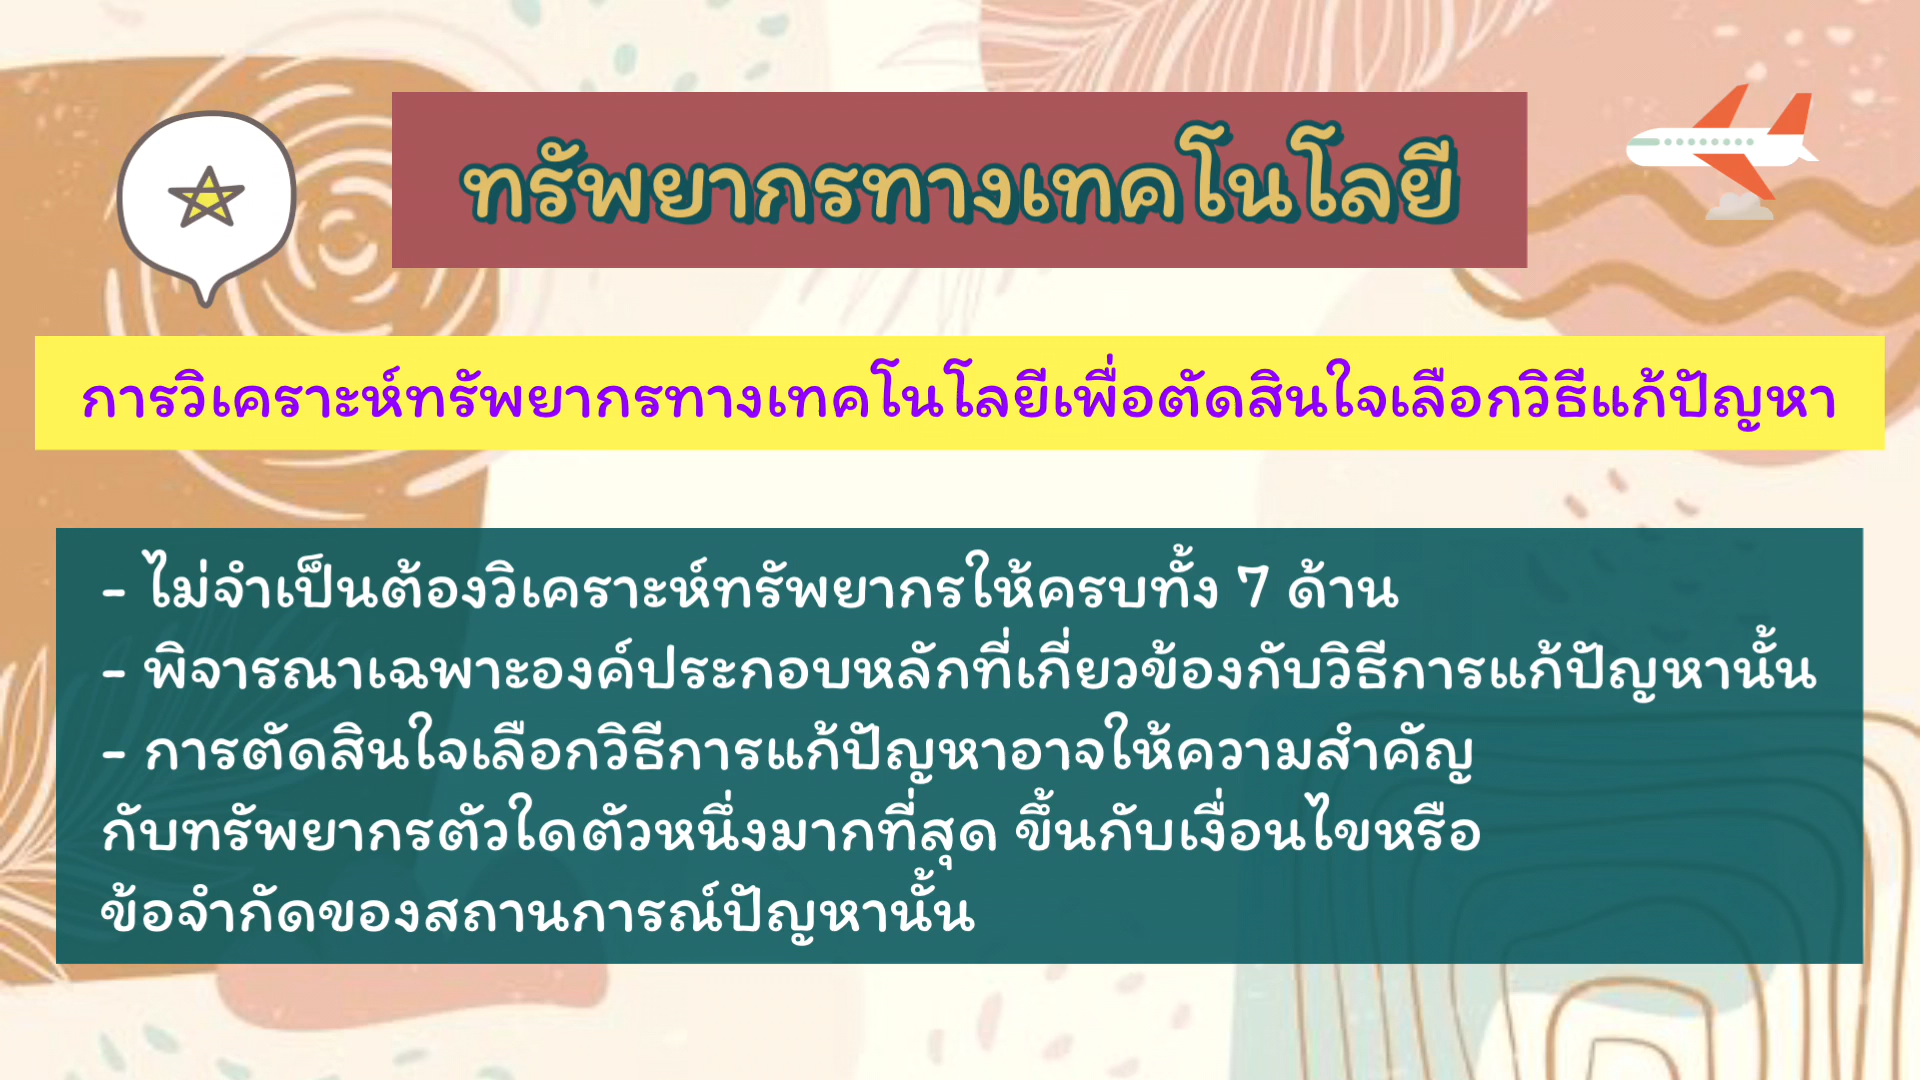 ทรัพยากรทางเทคโนโลยี
การวิเคราะห์ทรัพยากรทางเทคโนโลยีเพื่อตัดสินใจเลือกวิธีแก้ปัญหา
- ไม่จำเป็นต้องวิเคราะห์ทรัพยากรให้ครบทั้ง 7 ด้าน
- พิจารณาเฉพาะองค์ประกอบหลักที่เกี่ยวข้องกับวิธีการแก้ปัญหานั้น
- การตัดสินใจเลือกวิธีการแก้ปัญหาอาจให้ความสำคัญ
กับทรัพยากรตัวใดตัวหนึ่งมากที่สุด ขึ้นกับเงื่อนไขหรือ
ข้อจำกัดของสถานการณ์ปัญหานั้น